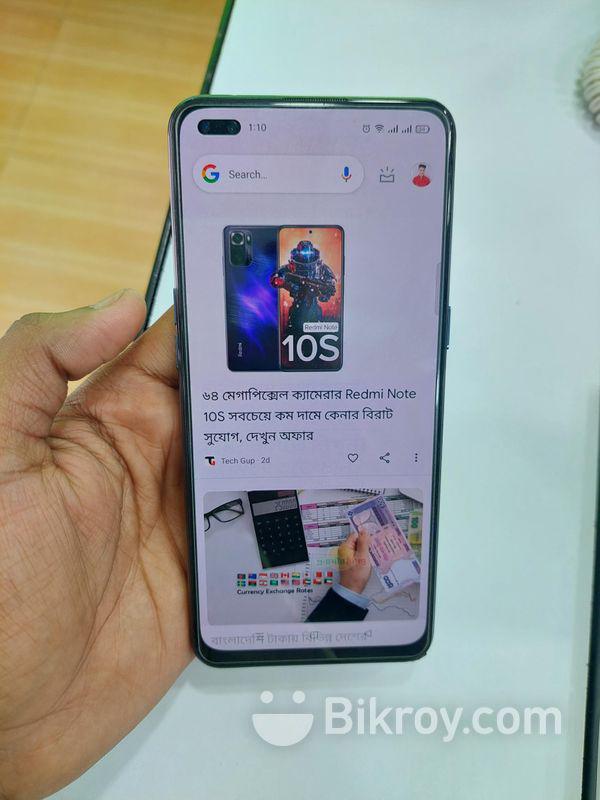 1:10
Search...
Redmi
Redmi Note
10S
৬৪ মেগাপিক্সেল ক্যামেরার Redmi Note
10S সবচেয়ে কম দামে কেনার বিরাট
সুযোগ, দেখুন অফার
Tech Gup · 2d
Currency Exchange Rates
বাংলাদেশি টাকায় বিভিন্ন দেশের
Bikroy.com